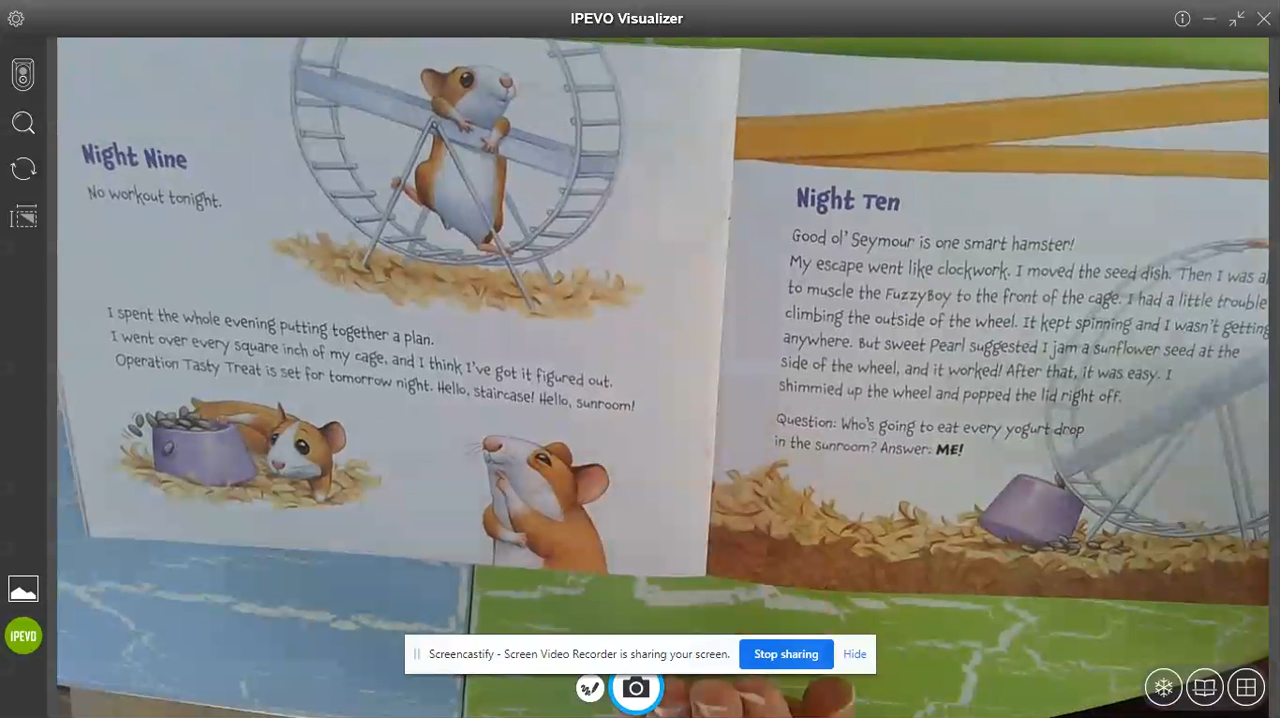 IPEVO Visualizer
Night Nine
No workout tonight.
I spent the whole evening putting together a plan.
I went over every square inch of my cage, and I think I've got it figured out.
Operation Tasty Treat is set for tomorrow night. Hello, staircase! Hello, sunroom!
Night Ten
Good ol' Seymour is one smart hamster!
My escape went like clockwork. I moved the seed dish. Then I was a
to muscle the FuzzyBoy to the front of the cage. I had a little trouble
climbing the outside of the wheel. It kept spinning and I wasn't getting
anywhere. But sweet Pearl suggested I jam a sunflower seed at the
side of the wheel, and it worked! After that, it was easy. I
shimmied up the wheel and popped the lid right off.
Question: Who's going to eat every yogurt drop
in the sunroom? Answer: ME!
IPEVO
Screencastify - Screen Video Recorder is sharing your screen.
Stop sharing
Hide